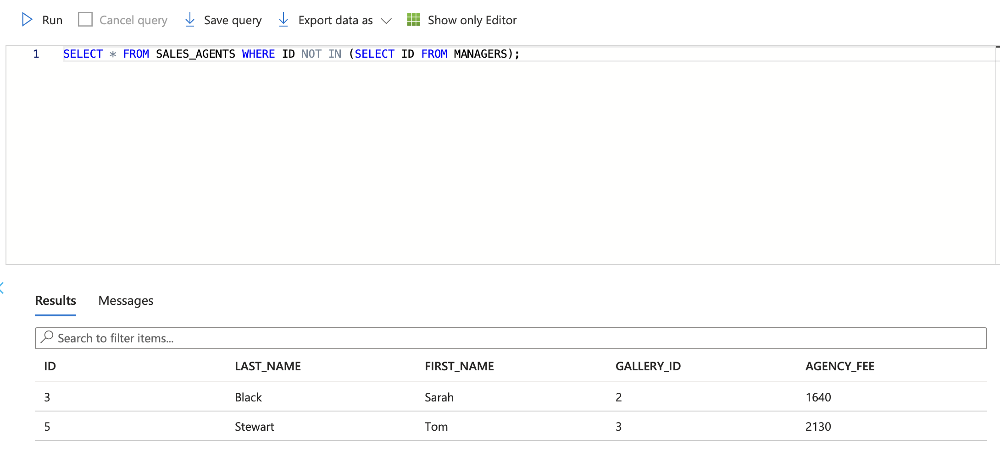 Run Cancel query Save query Export data as Show only Editor
1 SELECT * FROM SALES_AGENTS WHERE ID NOT IN (SELECT ID FROM MANAGERS);
Results Messages
Search to filter items...
ID LAST_NAME FIRST_NAME GALLERY_ID AGENCY_FEE
3 Black Sarah 2 1640
5 Stewart Tom 3 2130